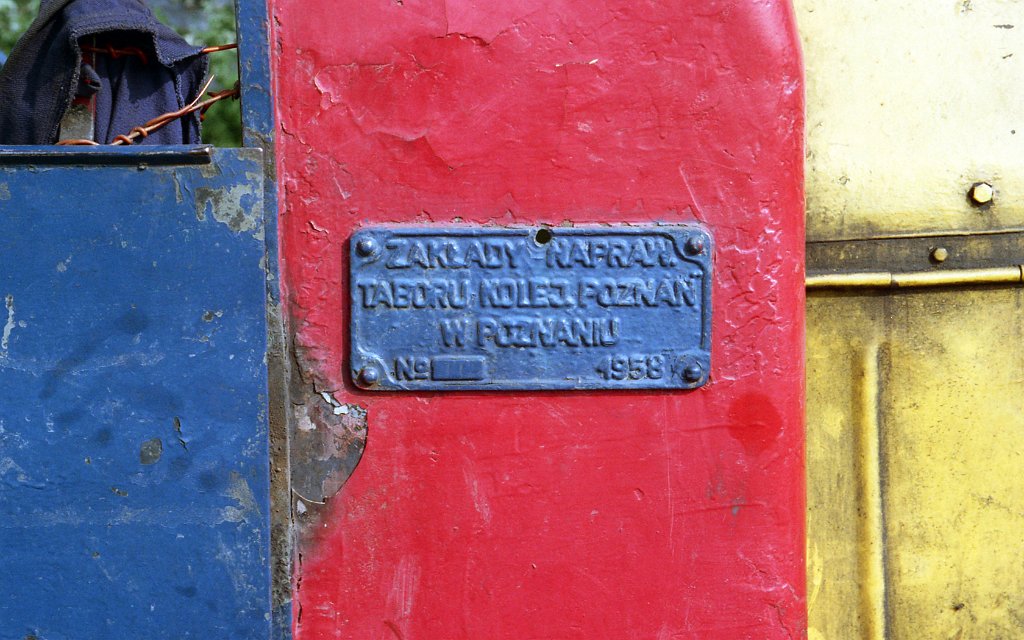 ZAKŁADY NAPRAW.
TABORU KOLEJ. POZNAŃ
W POZNANIU
Nº 1958